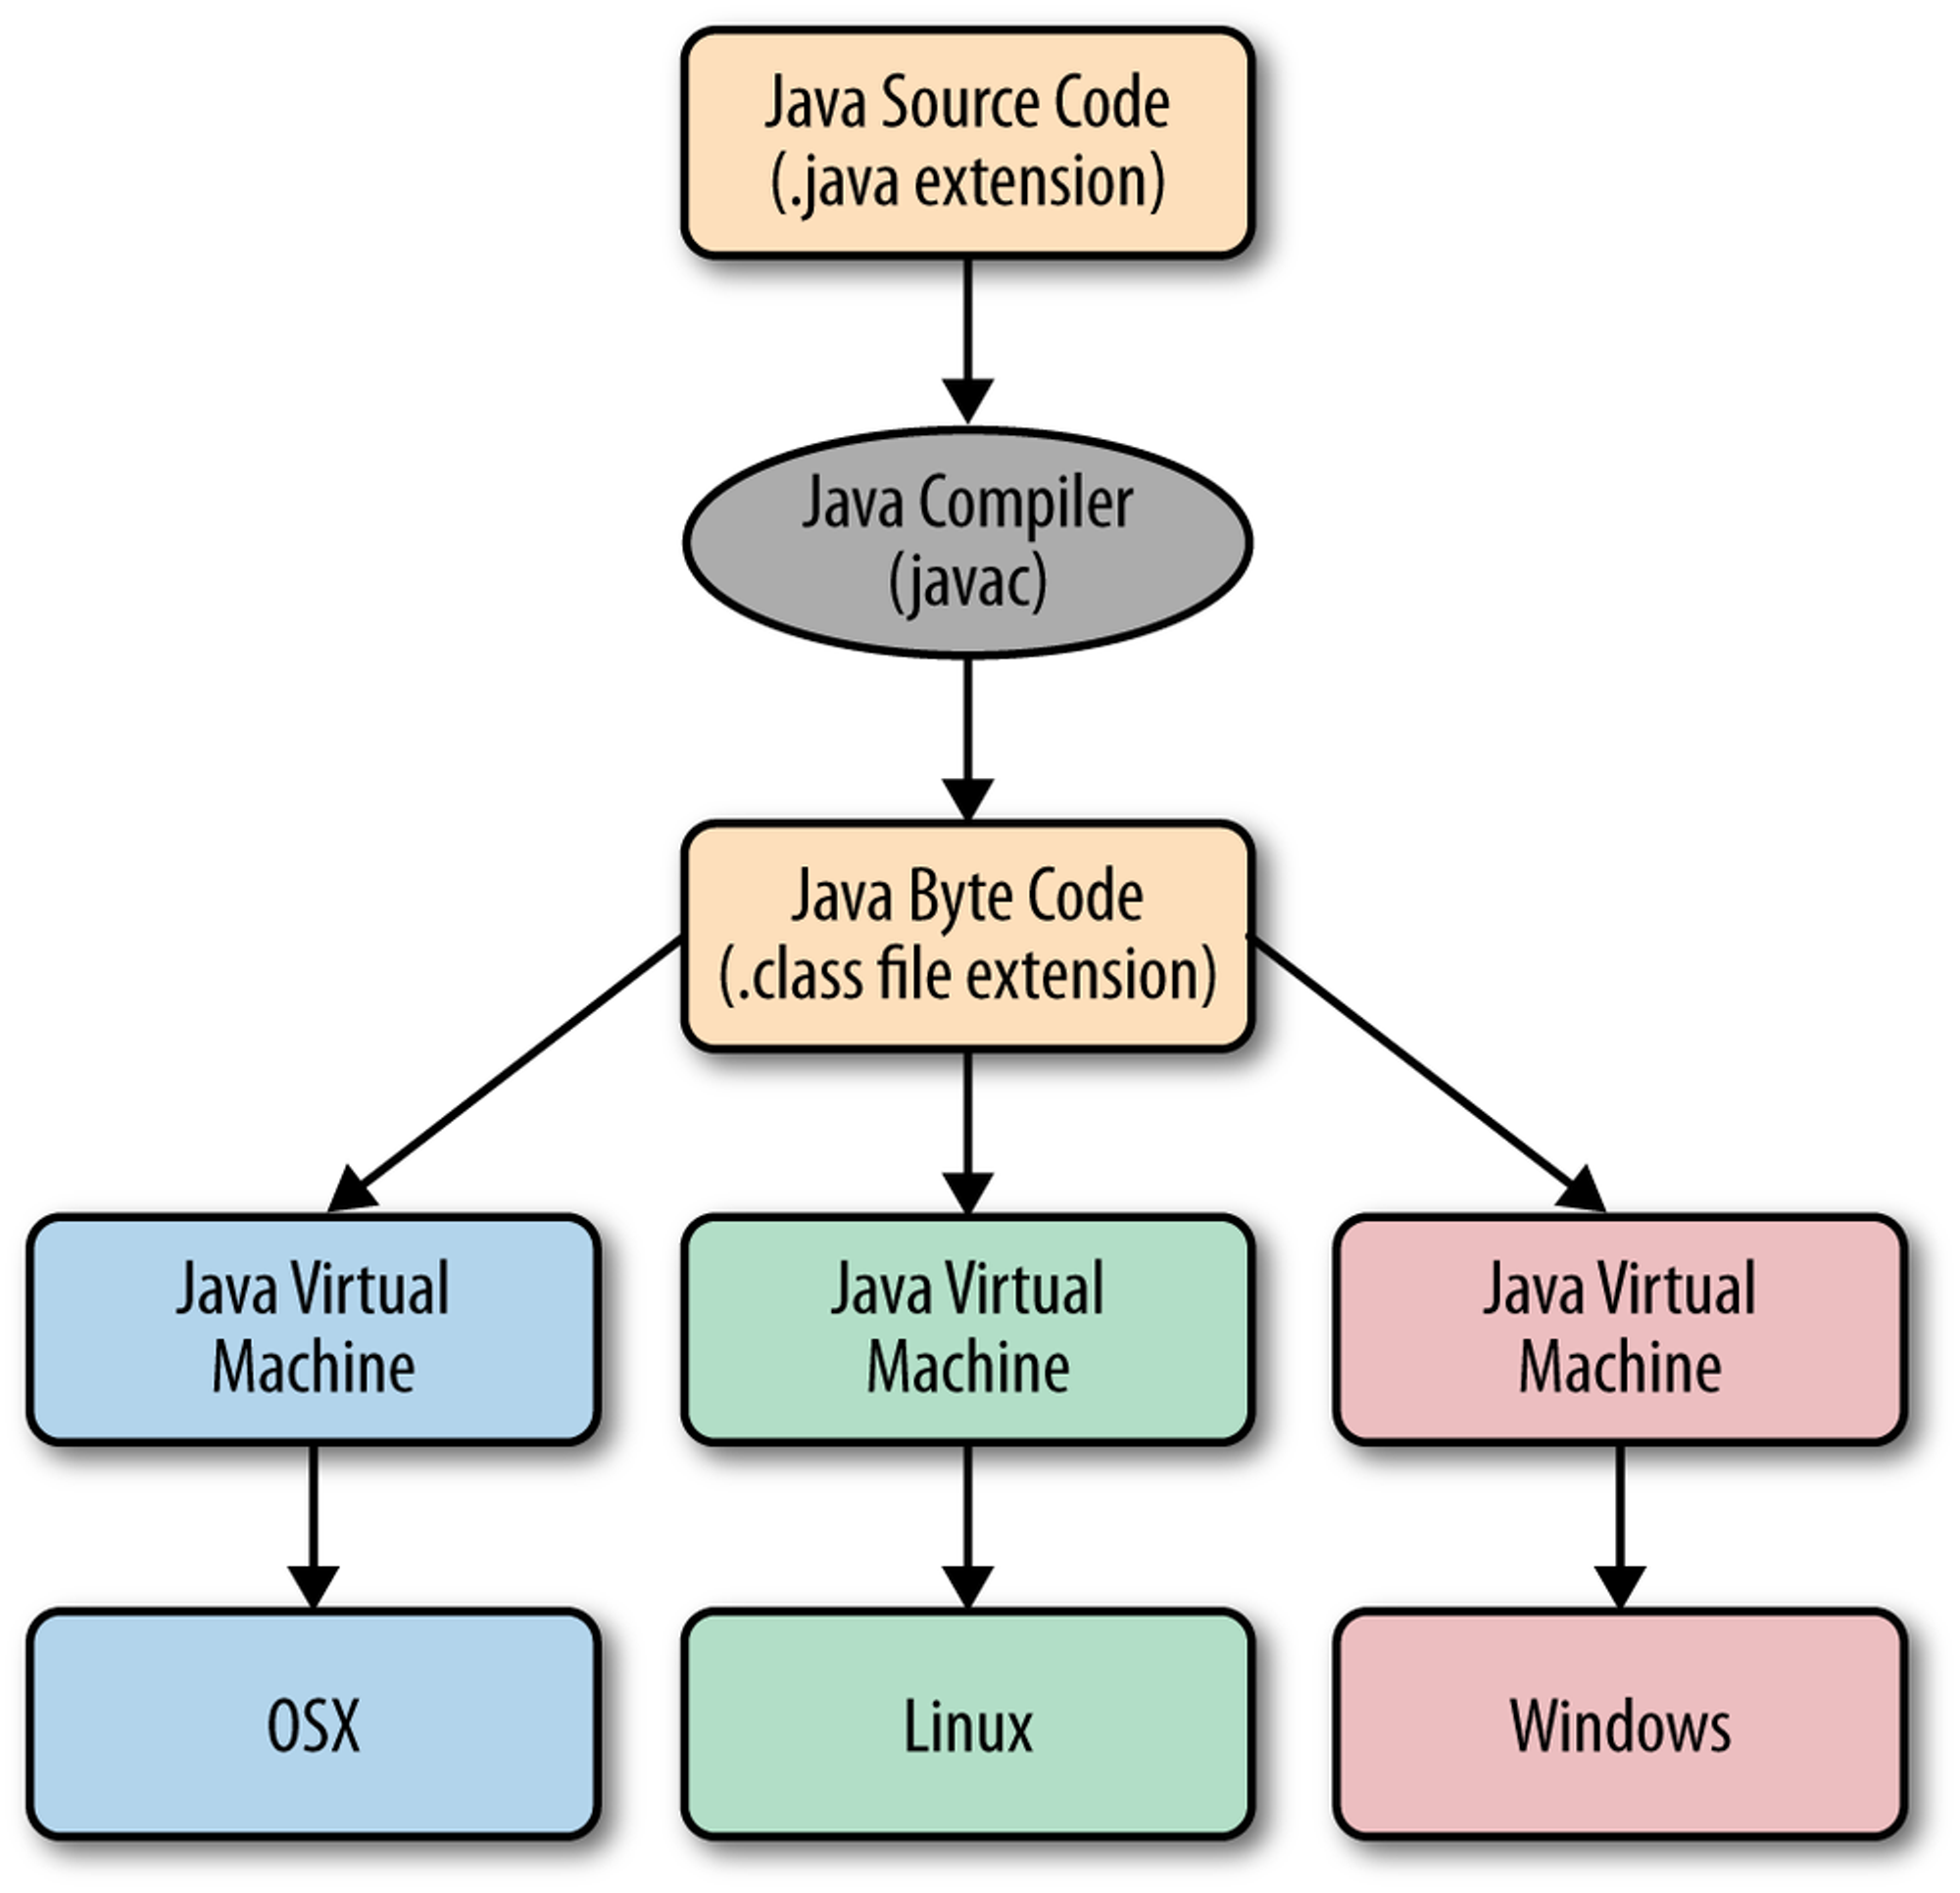 Java Source Code
(.java extension)
Java Compiler
(javac)
Java Byte Code
(.class file extension)
Java Virtual
Machine
Java Virtual
Machine
Java Virtual
Machine
OSX
Linux
Windows